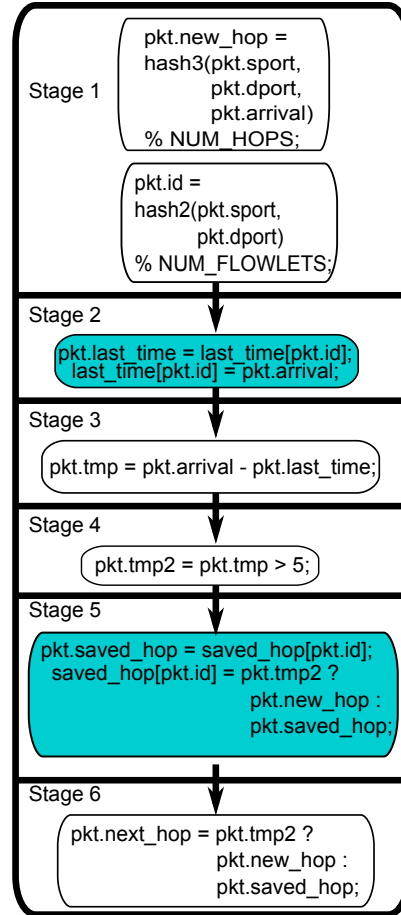 Stage 1
pkt.new_hop =
hash3(pkt.sport,
pkt.dport,
pkt.arrival)
% NUM_HOPS;
pkt.id =
hash2(pkt.sport,
pkt.dport)
% NUM_FLOWLETS;
Stage 2
pkt.last_time = last_time[pkt.id];
last_time[pkt.id] = pkt.arrival;
Stage 3
pkt.tmp = pkt.arrival - pkt.last_time;
Stage 4
pkt.tmp2 = pkt.tmp > 5;
Stage 5
pkt.saved_hop = saved_hop[pkt.id];
saved_hop[pkt.id] = pkt.tmp2 ?
pkt.new_hop :
pkt.saved_hop;
Stage 6
pkt.next_hop = pkt.tmp2 ?
pkt.new_hop :
pkt.saved_hop;